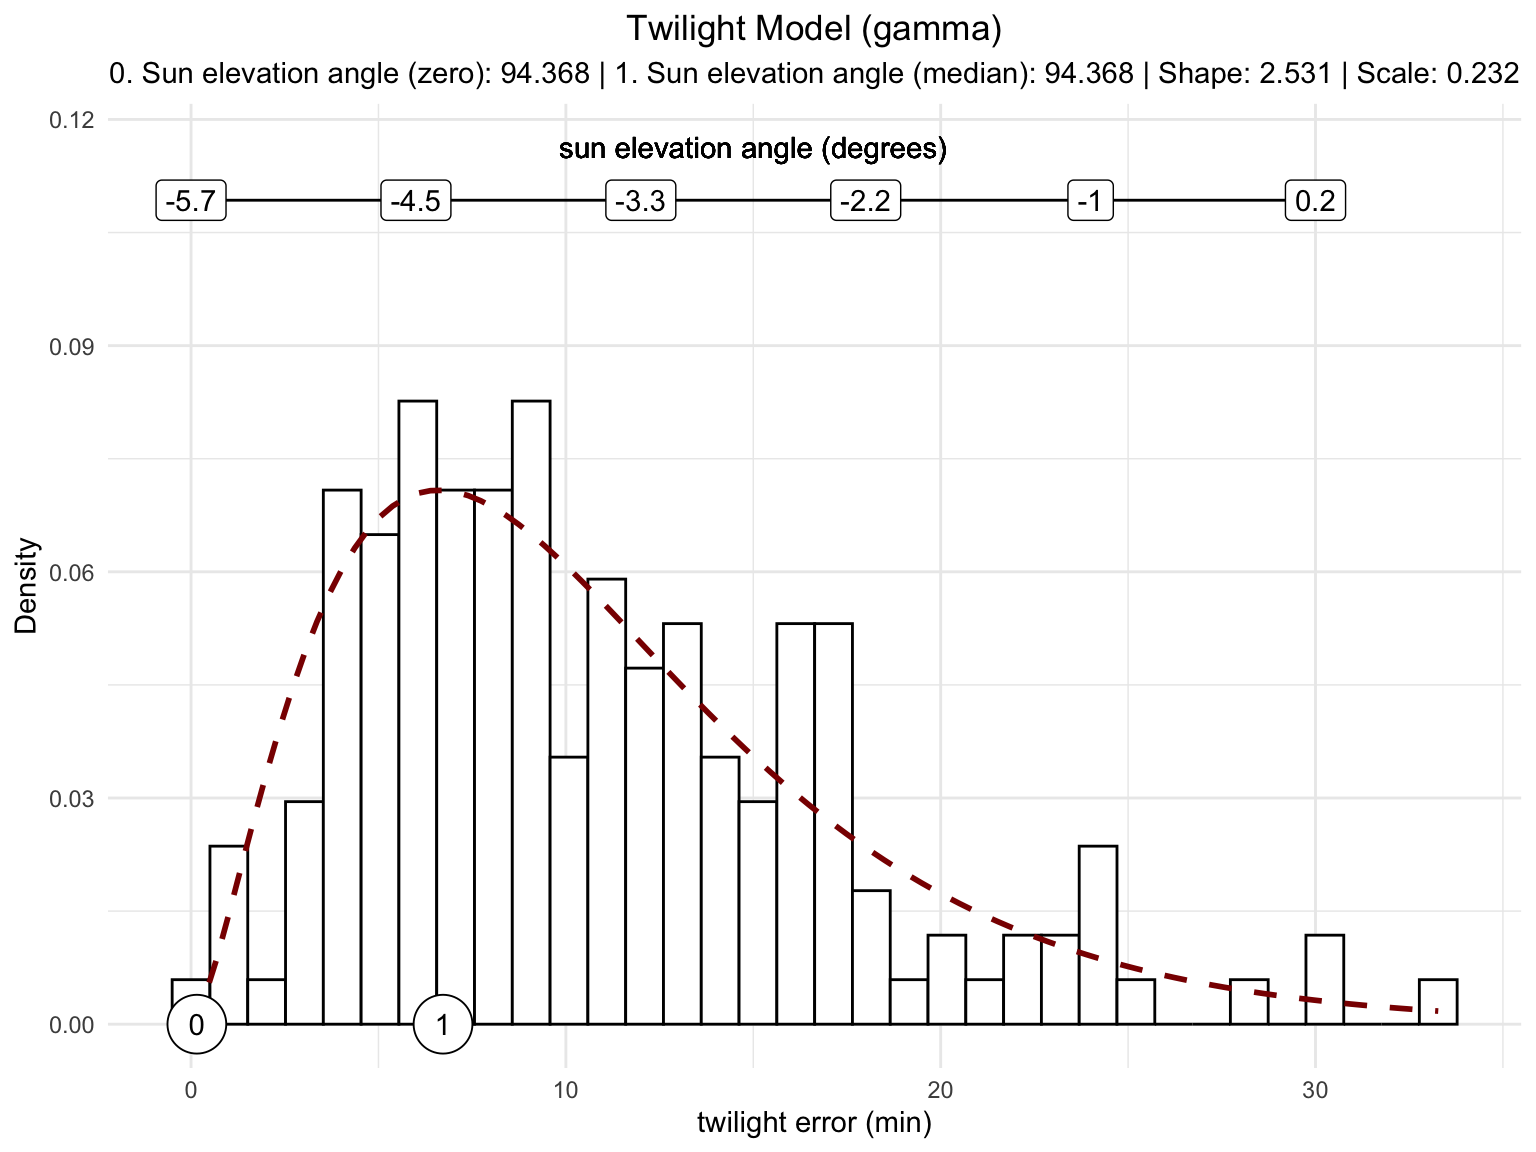 Twilight Model (gamma)
0. Sun elevation angle (zero): 94.368 | 1. Sun elevation angle (median): 94.368 | Shape: 2.531 | Scale: 0.232
0.12
sun elevation angle (degrees)
-5.7 -4.5 -3.3 -2.2 -1 0.2
0.09
0.06
Density
0.03
0.00
0 1
0 10 20 30
twilight error (min)